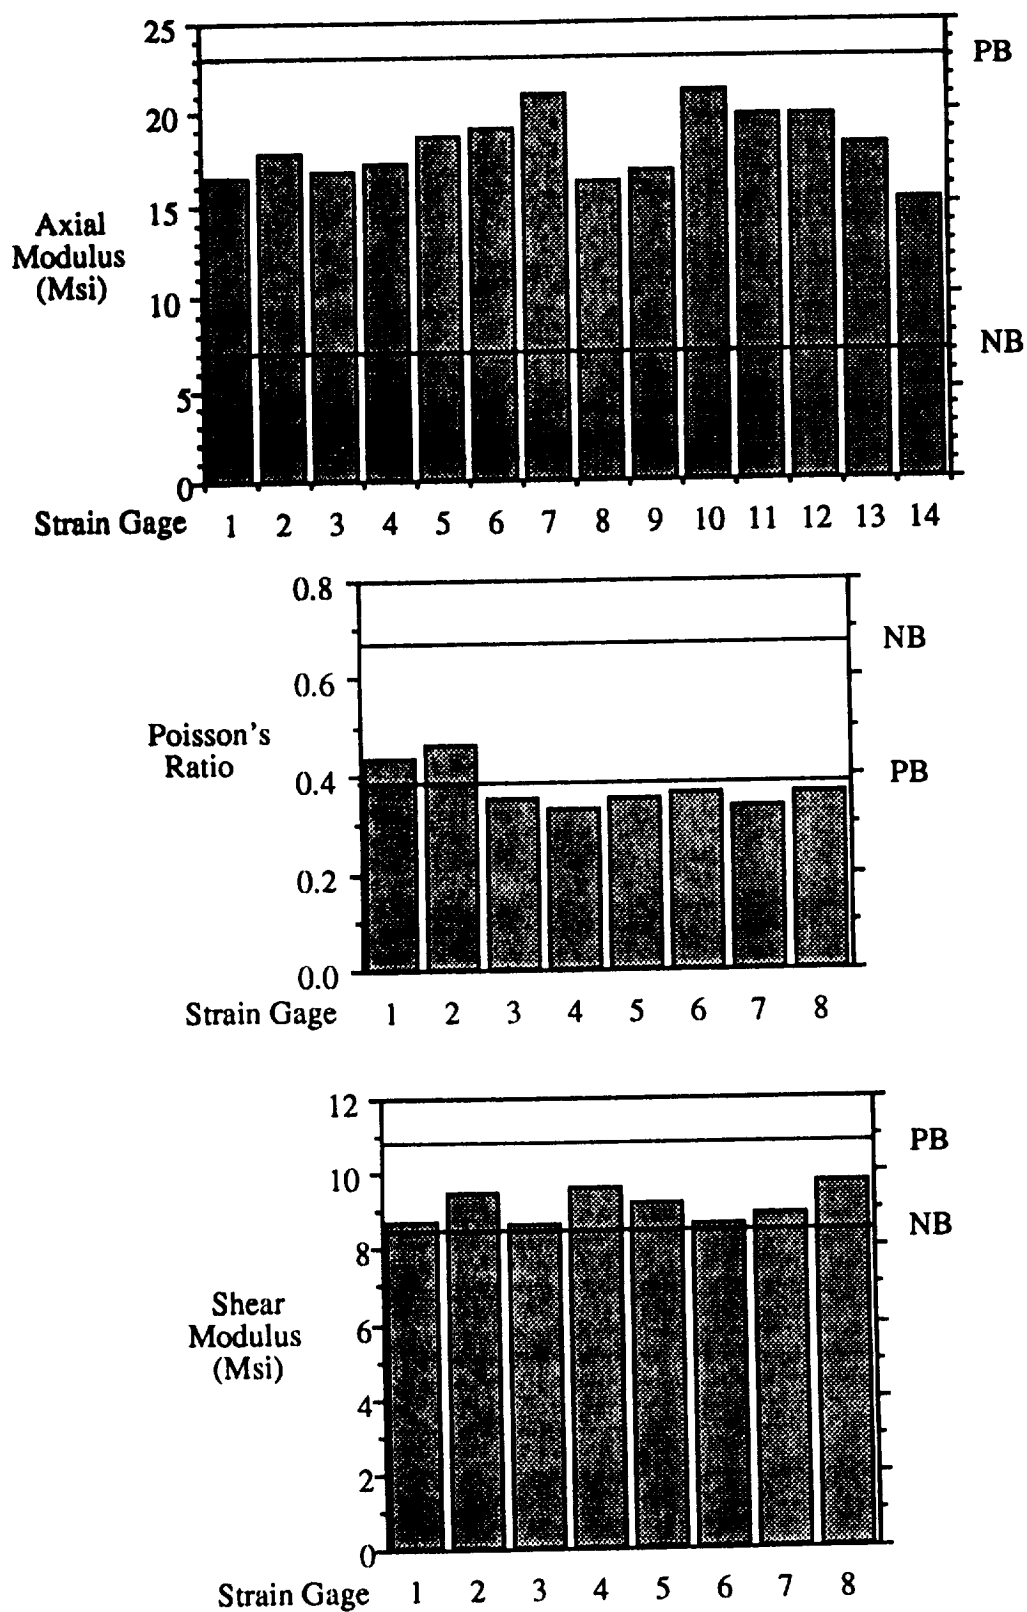 25
PB
20
15
Axial
Modulus
(Msi)
10
NB
5
0
Strain Gage 1 2 3 4 5 6 7 8 9 10 11 12 13 14
0.8
NB
0.6
Poisson's
Ratio
PB
0.4
0.2
0.0
Strain Gage 1 2 3 4 5 6 7 8
12
PB
10
NB
8
Shear
Modulus
(Msi)
6
4
2
0
Strain Gage 1 2 3 4 5 6 7 8